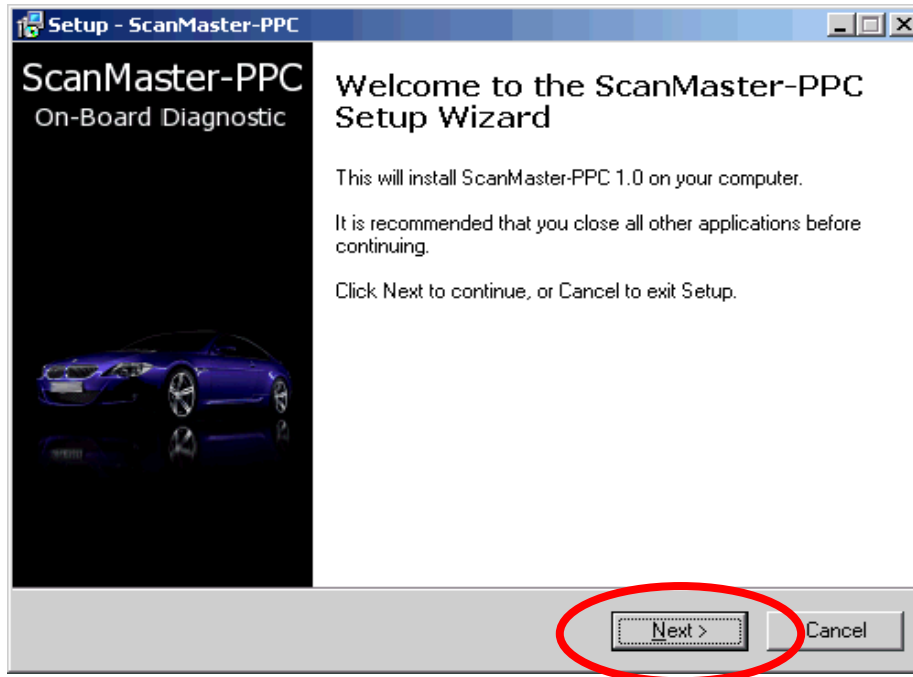 Setup - ScanMaster-PPC
ScanMaster-PPC
On-Board Diagnostic
Welcome to the ScanMaster-PPC
Setup Wizard
This will install ScanMaster-PPC 1.0 on your computer.
It is recommended that you close all other applications before
continuing.
Click Next to continue, or Cancel to exit Setup.
Next >
Cancel